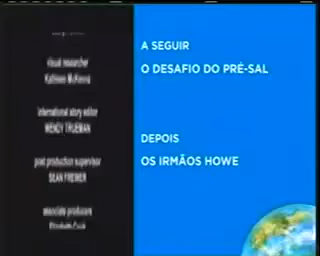 visual researcher
Kathleen McKenna
international story editor
WENDY TRUEMAN
post production supervisor
SEAN FREWER
associate producers
A SEGUIR
O DESAFIO DO PRÉ-SAL
DEPOIS
OS IRMÃOS HOWE